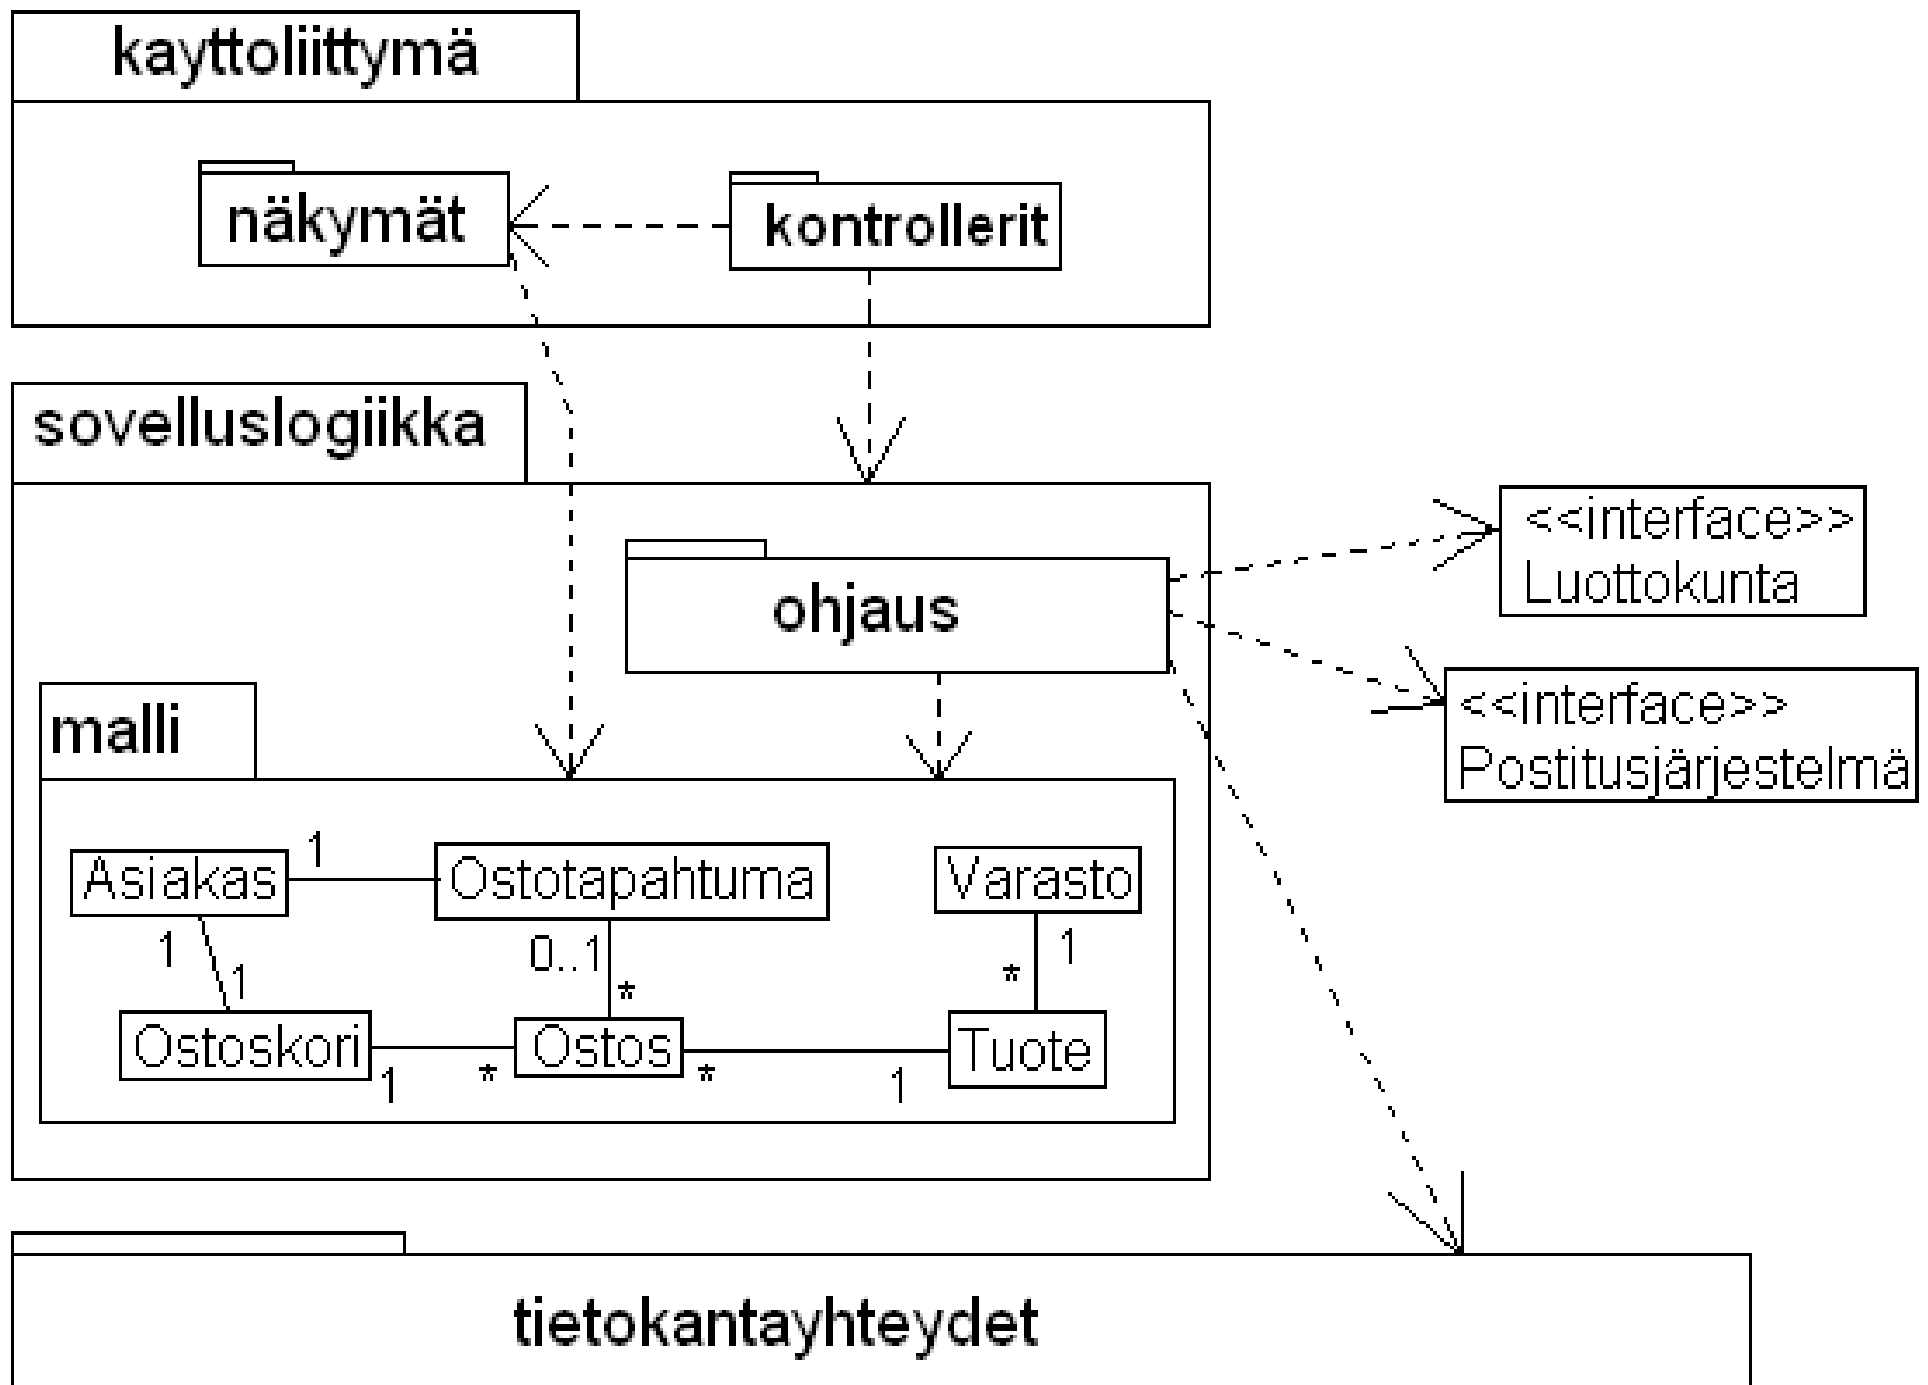 kayttoliittymä
näkymät
kontrollerit
sovelluslogiikka
<<interface>>
Luottokunta
ohjaus
<<interface>>
Postitusjärjestelmä
malli
Asiakas
1
Ostotapahtuma
Varasto
1
1
0..1
*
*
1
Ostoskori
1
*
Ostos
*
1
Tuote
tietokantayhteydet